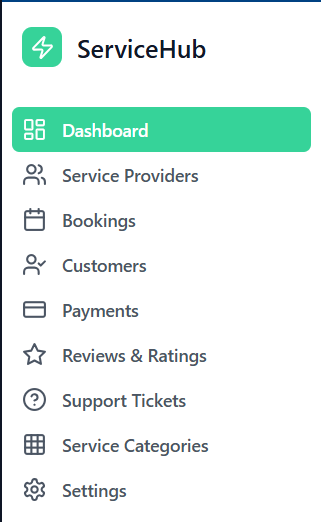 ServiceHub
Dashboard
Service Providers
Bookings
Customers
Payments
Reviews & Ratings
Support Tickets
Service Categories
Settings